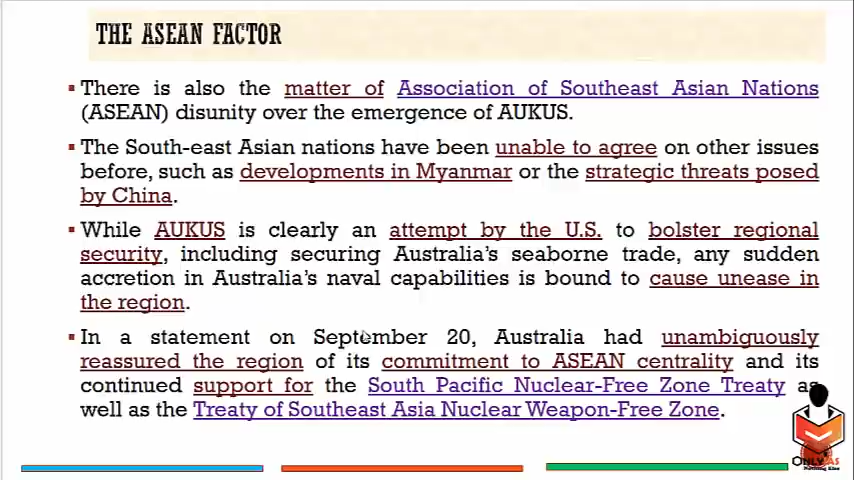 THE ASEAN FACTOR
There is also the matter of Association of Southeast Asian Nations
(ASEAN) disunity over the emergence of AUKUS.
The South-east Asian nations have been unable to agree on other issues
before, such as developments in Myanmar or the strategic threats posed
by China.
While AUKUS is clearly an attempt by the U.S. to bolster regional
security, including securing Australia's seaborne trade, any sudden
accretion in Australia's naval capabilities is bound to cause unease in
the region.
In a statement on September 20, Australia had unambiguously
reassured the region of its commitment to ASEAN centrality and its
continued support for the South Pacific Nuclear-Free Zone Treaty as
well as the Treaty of Southeast Asia Nuclear Weapon-Free Zone.
ONLY IAS
Nothing Else